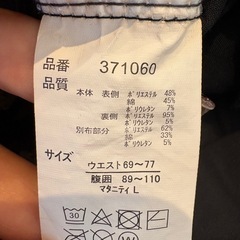 品番 371060
品質
本体 表側 ポリエステル 48%
綿 45%
ポリウレタン 7%
裏側 ポリエステル 95%
ポリウレタン 5%
別布部分 ポリエステル 62%
綿 33%
ポリウレタン 5%
サイズ
ウエスト69~77
腹囲 89~110
マタニティ L
30